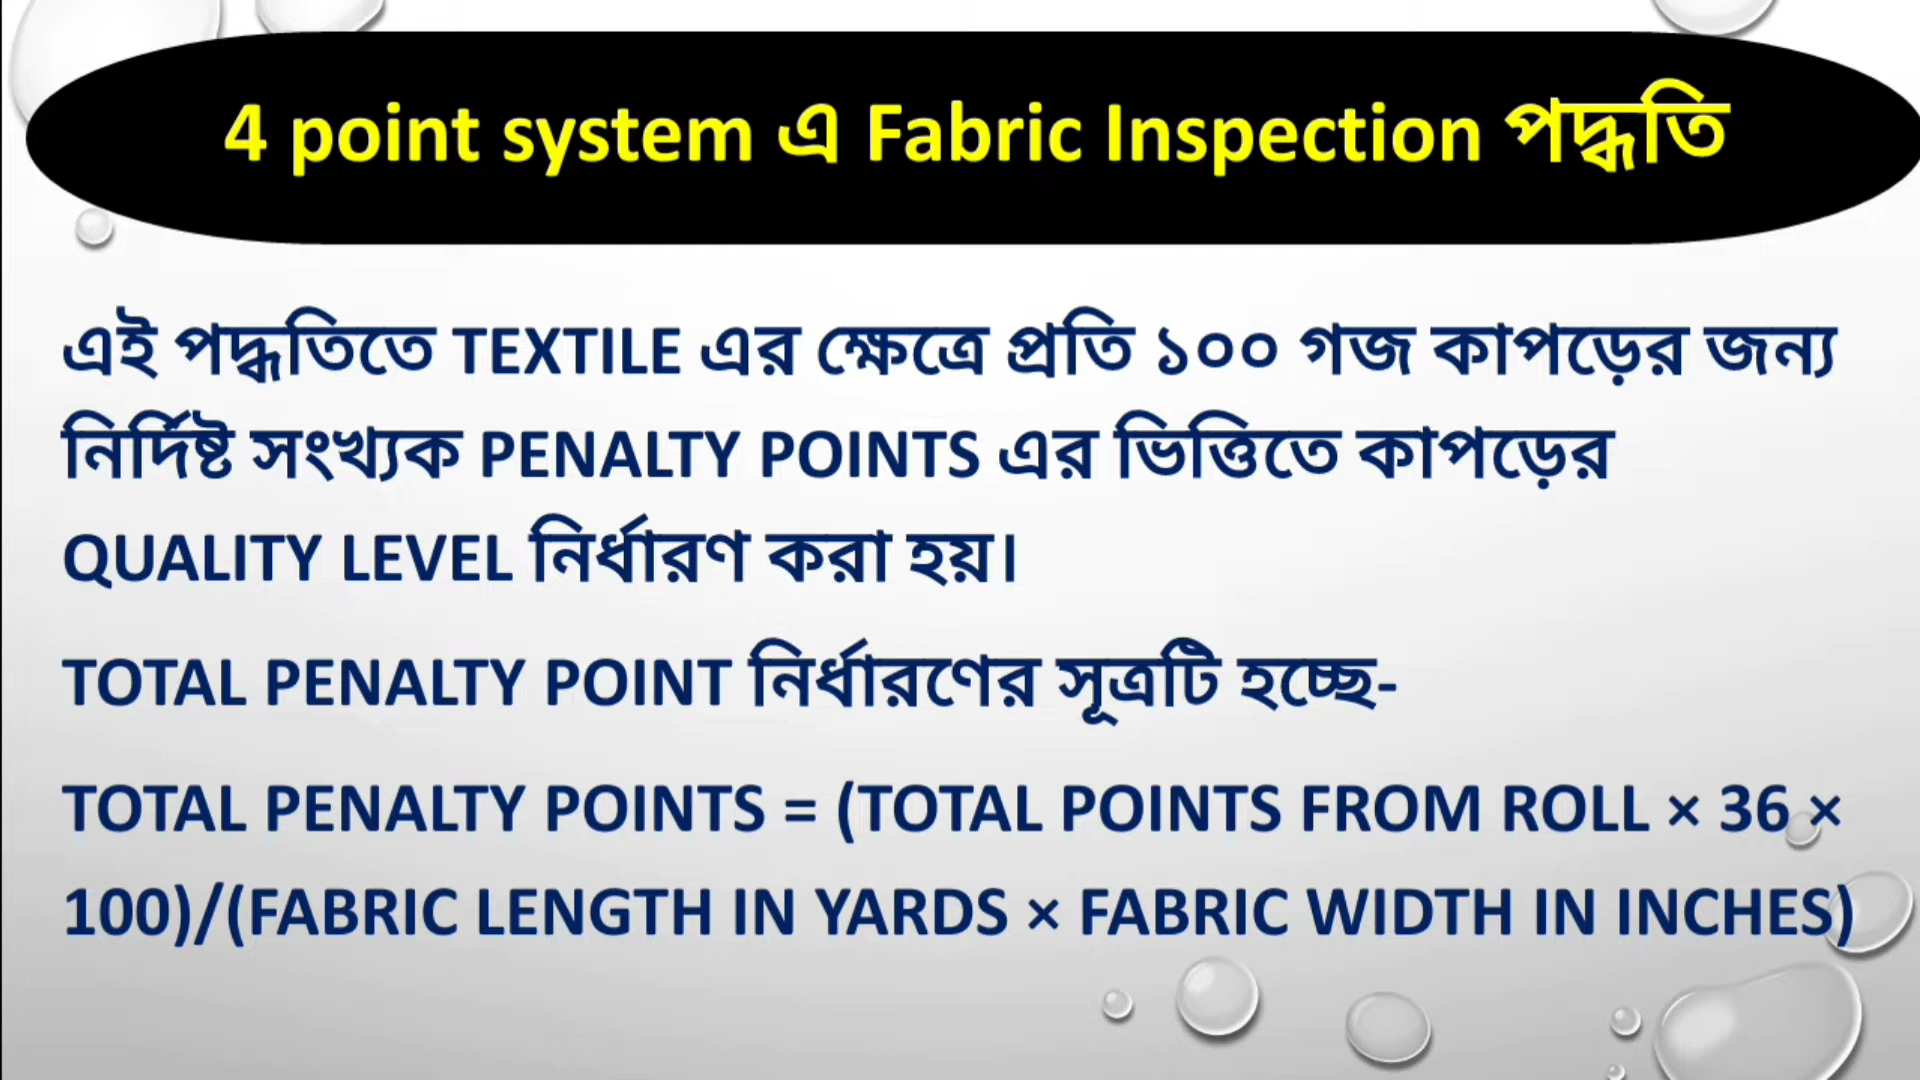 4 point system এ Fabric Inspection পদ্ধতি
এই পদ্ধতিতে TEXTILE এর ক্ষেত্রে প্রতি ১০০ গজ কাপড়ের জন্য
নির্দিষ্ট সংখ্যক PENALTY POINTS এর ভিত্তিতে কাপড়ের
QUALITY LEVEL নির্ধারণ করা হয়।
TOTAL PENALTY POINT নির্ধারণের সূত্রটি হচ্ছে-
TOTAL PENALTY POINTS = (TOTAL POINTS FROM ROLL × 36 ×
100)/(FABRIC LENGTH IN YARDS × FABRIC WIDTH IN INCHES)